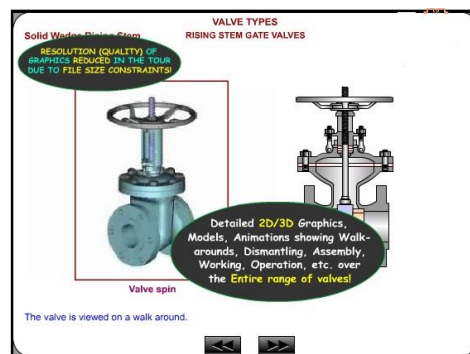 VALVE TYPES
Solid Wedge Rising Stem
RISING STEM GATE VALVES
RESOLUTION (QUALITY) OF
GRAPHICS REDUCED IN THE TOUR
DUE TO FILE SIZE CONSTRAINTS!
Detailed 2D/3D Graphics,
Models, Animations showing Walk-
arounds, Dismantling, Assembly,
Working, Operation, etc. over
the Entire range of valves!
Valve spin
The valve is viewed on a walk around.